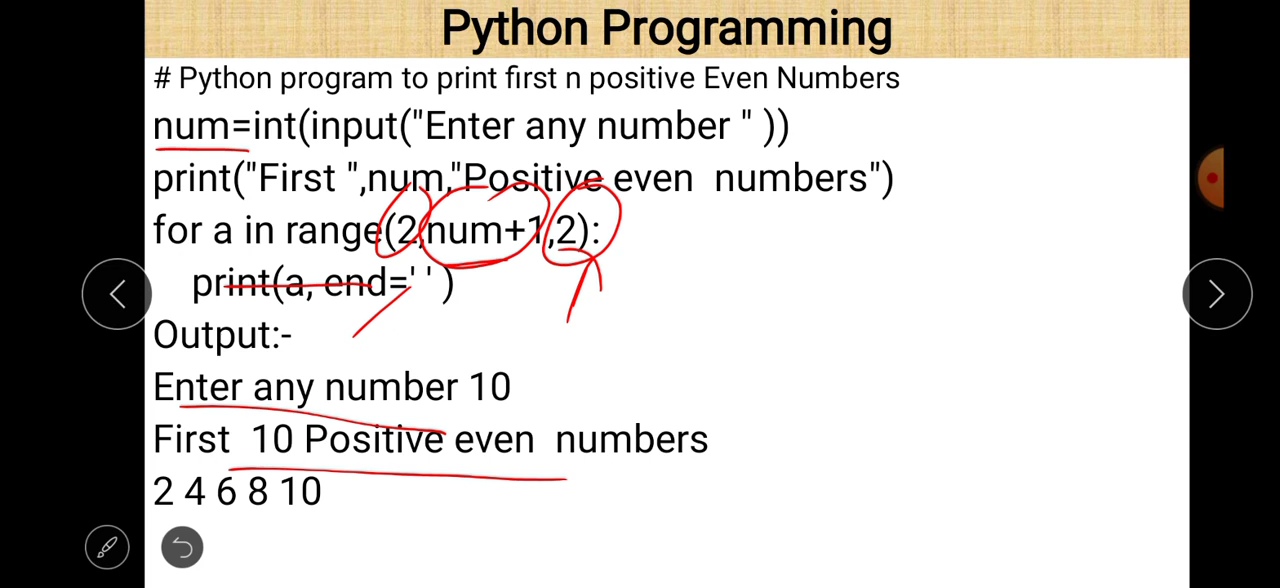 Python Programming
# Python program to print first n positive Even Numbers
num=int(input("Enter any number " ))
print("First ",num,"Positive even  numbers")
for a in range(2,num+1,2):
print(a, end=' ' )
Output:-
Enter any number 10
First  10 Positive even  numbers
2 4 6 8 10